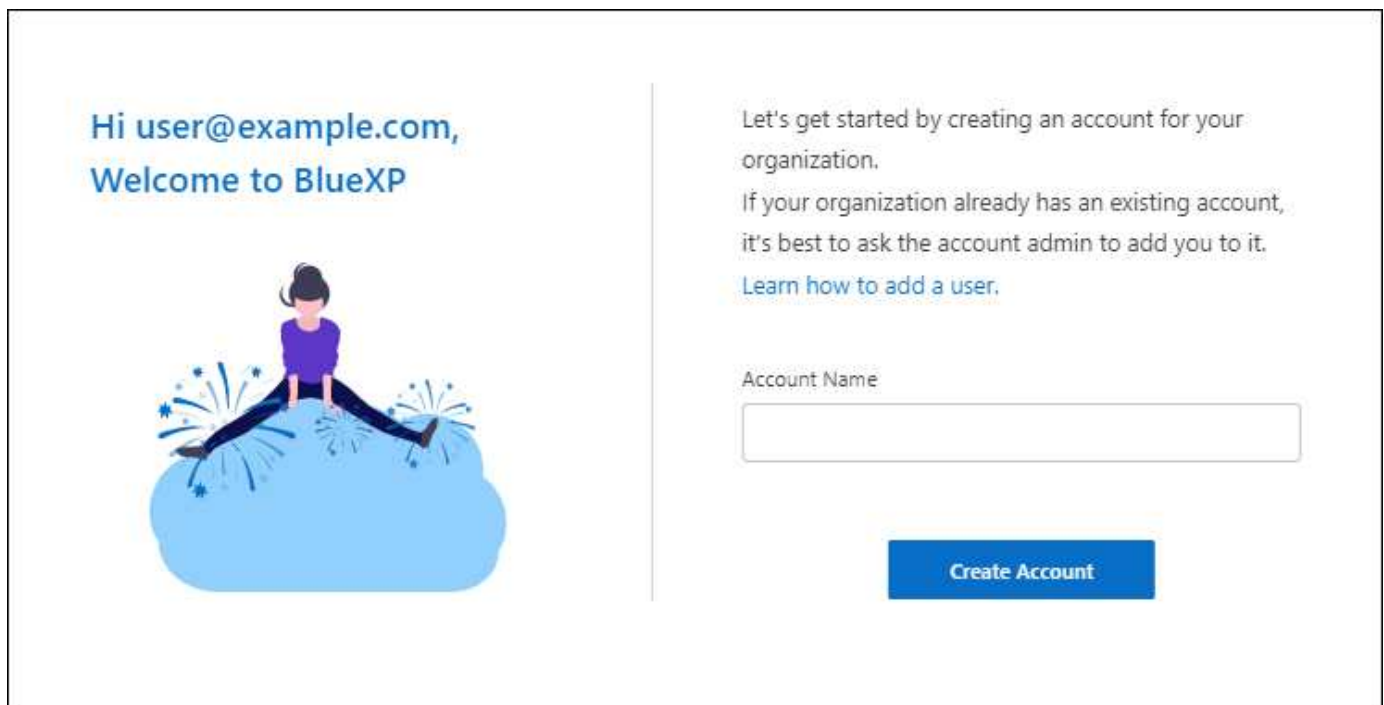 Hi user@example.com,
Welcome to BlueXP
Let's get started by creating an account for your
organization.
If your organization already has an existing account,
it's best to ask the account admin to add you to it.
Learn how to add a user.
Account Name
Create Account